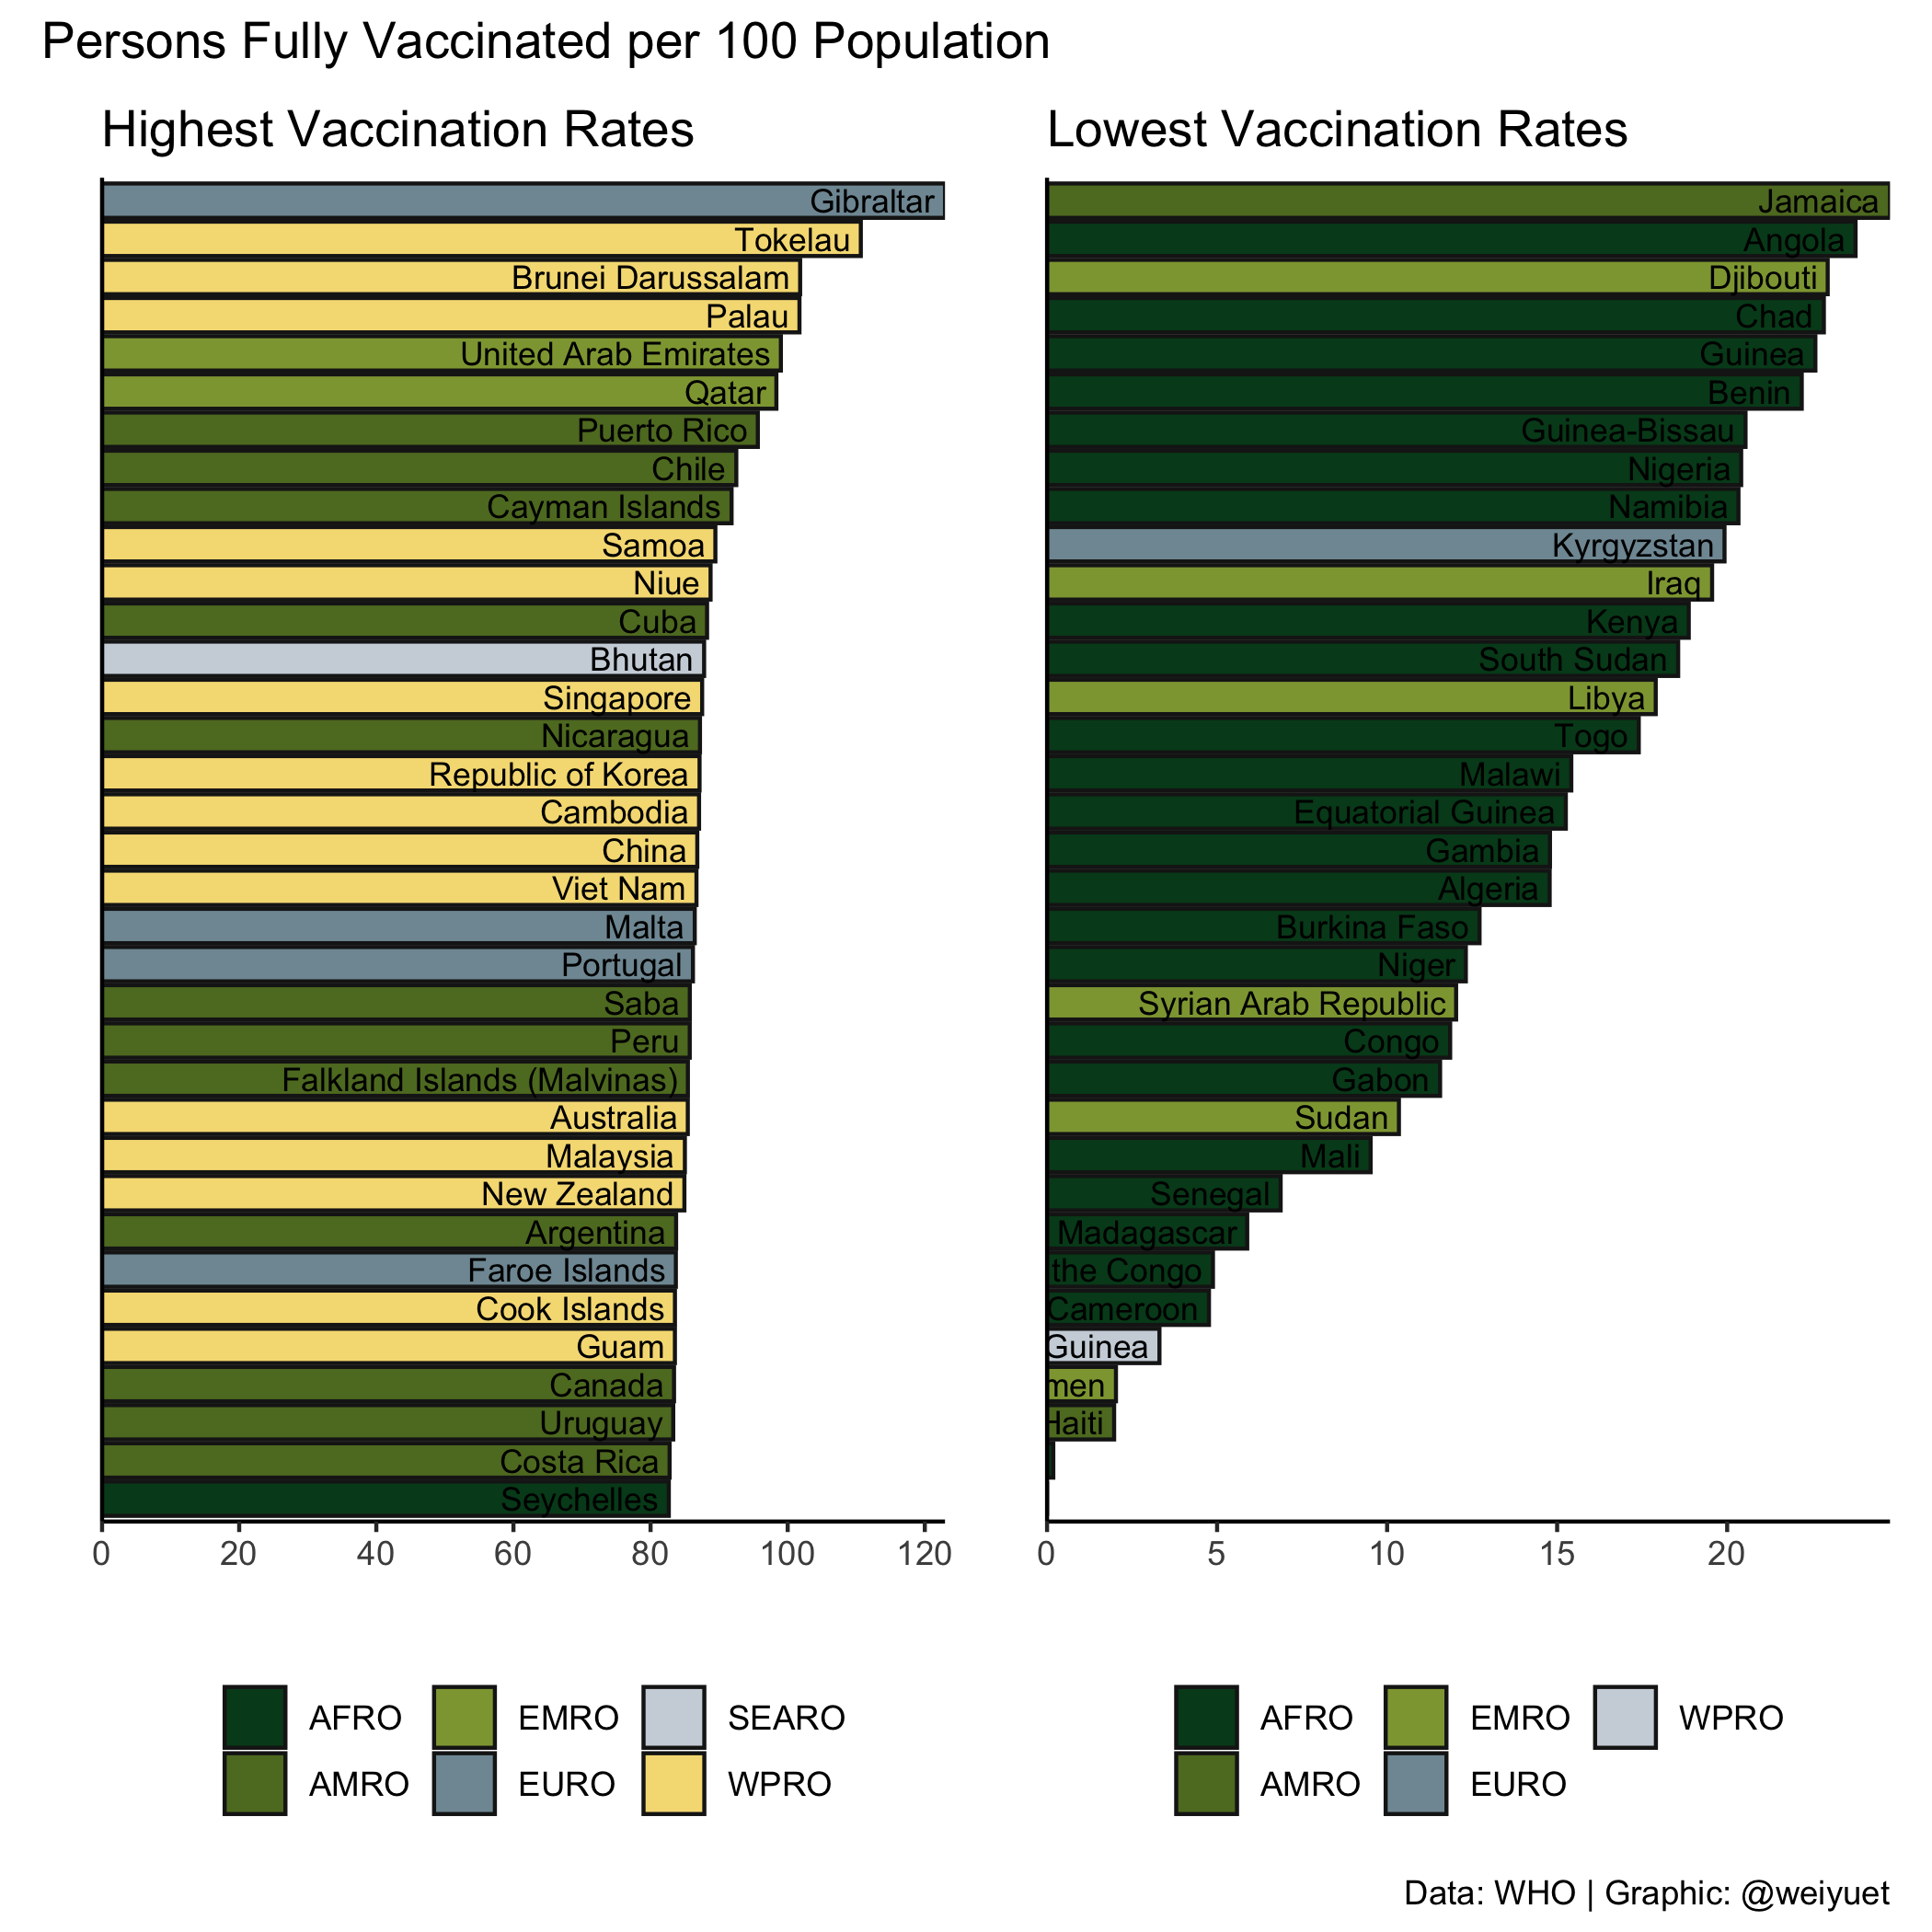 Persons Fully Vaccinated per 100 Population
Highest Vaccination Rates
Gibraltar
Tokelau
Brunei Darussalam
Palau
United Arab Emirates
Qatar
Puerto Rico
Chile
Cayman Islands
Samoa
Niue
Cuba
Bhutan
Singapore
Nicaragua
Republic of Korea
Cambodia
China
Viet Nam
Malta
Portugal
Saba
Peru
Falkland Islands (Malvinas)
Australia
Malaysia
New Zealand
Argentina
Faroe Islands
Cook Islands
Guam
Canada
Uruguay
Costa Rica
Seychelles
0 20 40 60 80 100 120
AFRO EMRO SEARO
AMRO EURO WPRO
Lowest Vaccination Rates
Jamaica
Angola
Djibouti
Chad
Guinea
Benin
Guinea-Bissau
Nigeria
Namibia
Kyrgyzstan
Iraq
Kenya
South Sudan
Libya
Togo
Malawi
Equatorial Guinea
Gambia
Algeria
Burkina Faso
Niger
Syrian Arab Republic
Congo
Gabon
Sudan
Mali
Senegal
Madagascar
the Congo
Cameroon
Guinea
men
Haiti
0 5 10 15 20
AFRO EMRO WPRO
AMRO EURO
Data: WHO | Graphic: @weiyuet